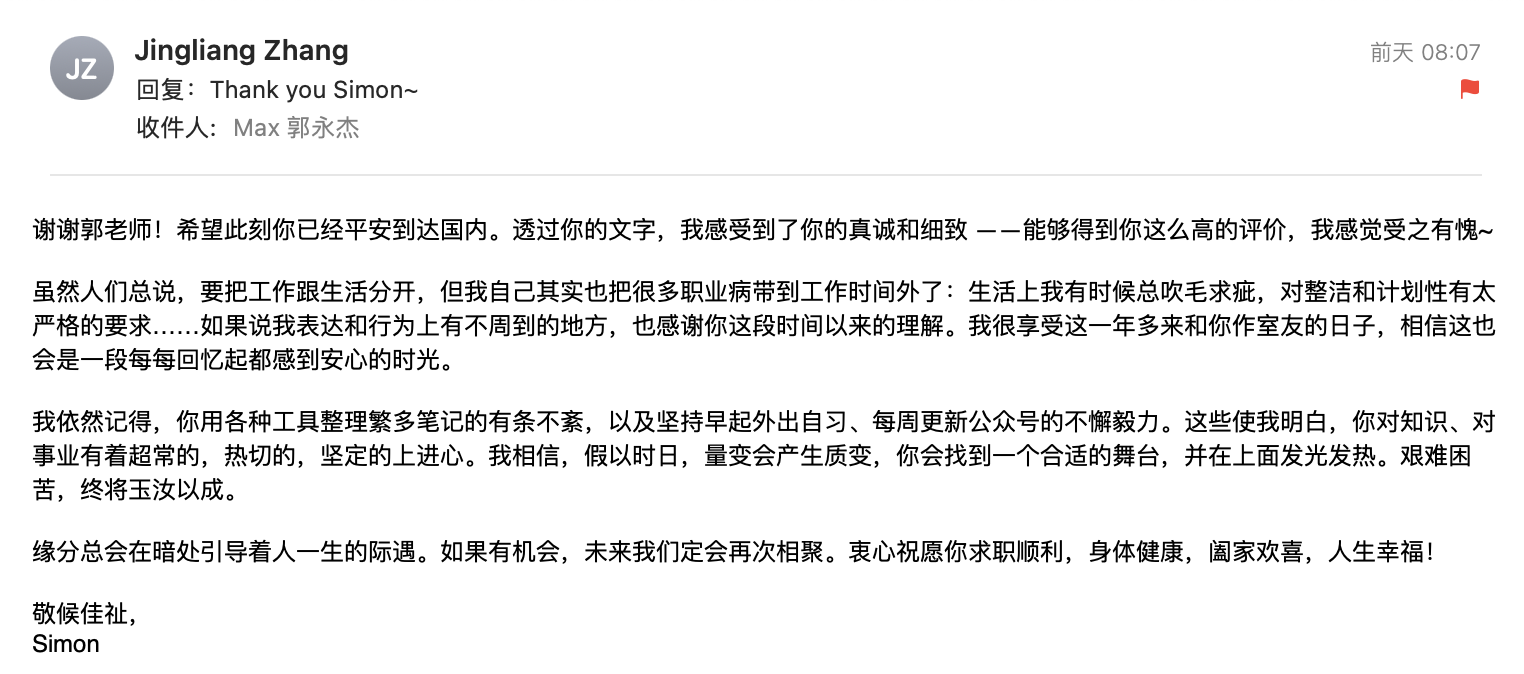 JZ
Jingliang Zhang
前天 08:07
回复：Thank you Simon~
收件人：Max 郭永杰
谢谢郭老师！希望此刻你已经平安到达国内。透过你的文字，我感受到了你的真诚和细致 ——能够得到你这么高的评价，我感觉受之有愧~
虽然人们总说，要把工作跟生活分开，但我自己其实也把很多职业病带到工作时间外了：生活上我有时候总吹毛求疵，对整洁和计划性有太
严格的要求……如果说我表达和行为上有不周到的地方，也感谢你这段时间以来的理解。我很享受这一年多来和你作室友的日子，相信这也
会是一段每每回忆起都感到安心的时光。
我依然记得，你用各种工具整理繁多笔记的有条不紊，以及坚持早起外出自习、每周更新公众号的不懈毅力。这些使我明白，你对知识、对
事业有着超常的，热切的，坚定的上进心。我相信，假以时日，量变会产生质变，你会找到一个合适的舞台，并在上面发光发热。艰难困
苦，终将玉汝以成。
缘分总会在暗处引导着人一生的际遇。如果有机会，未来我们定会再次相聚。衷心祝愿你求职顺利，身体健康，阖家欢喜，人生幸福！
敬候佳祉，
Simon